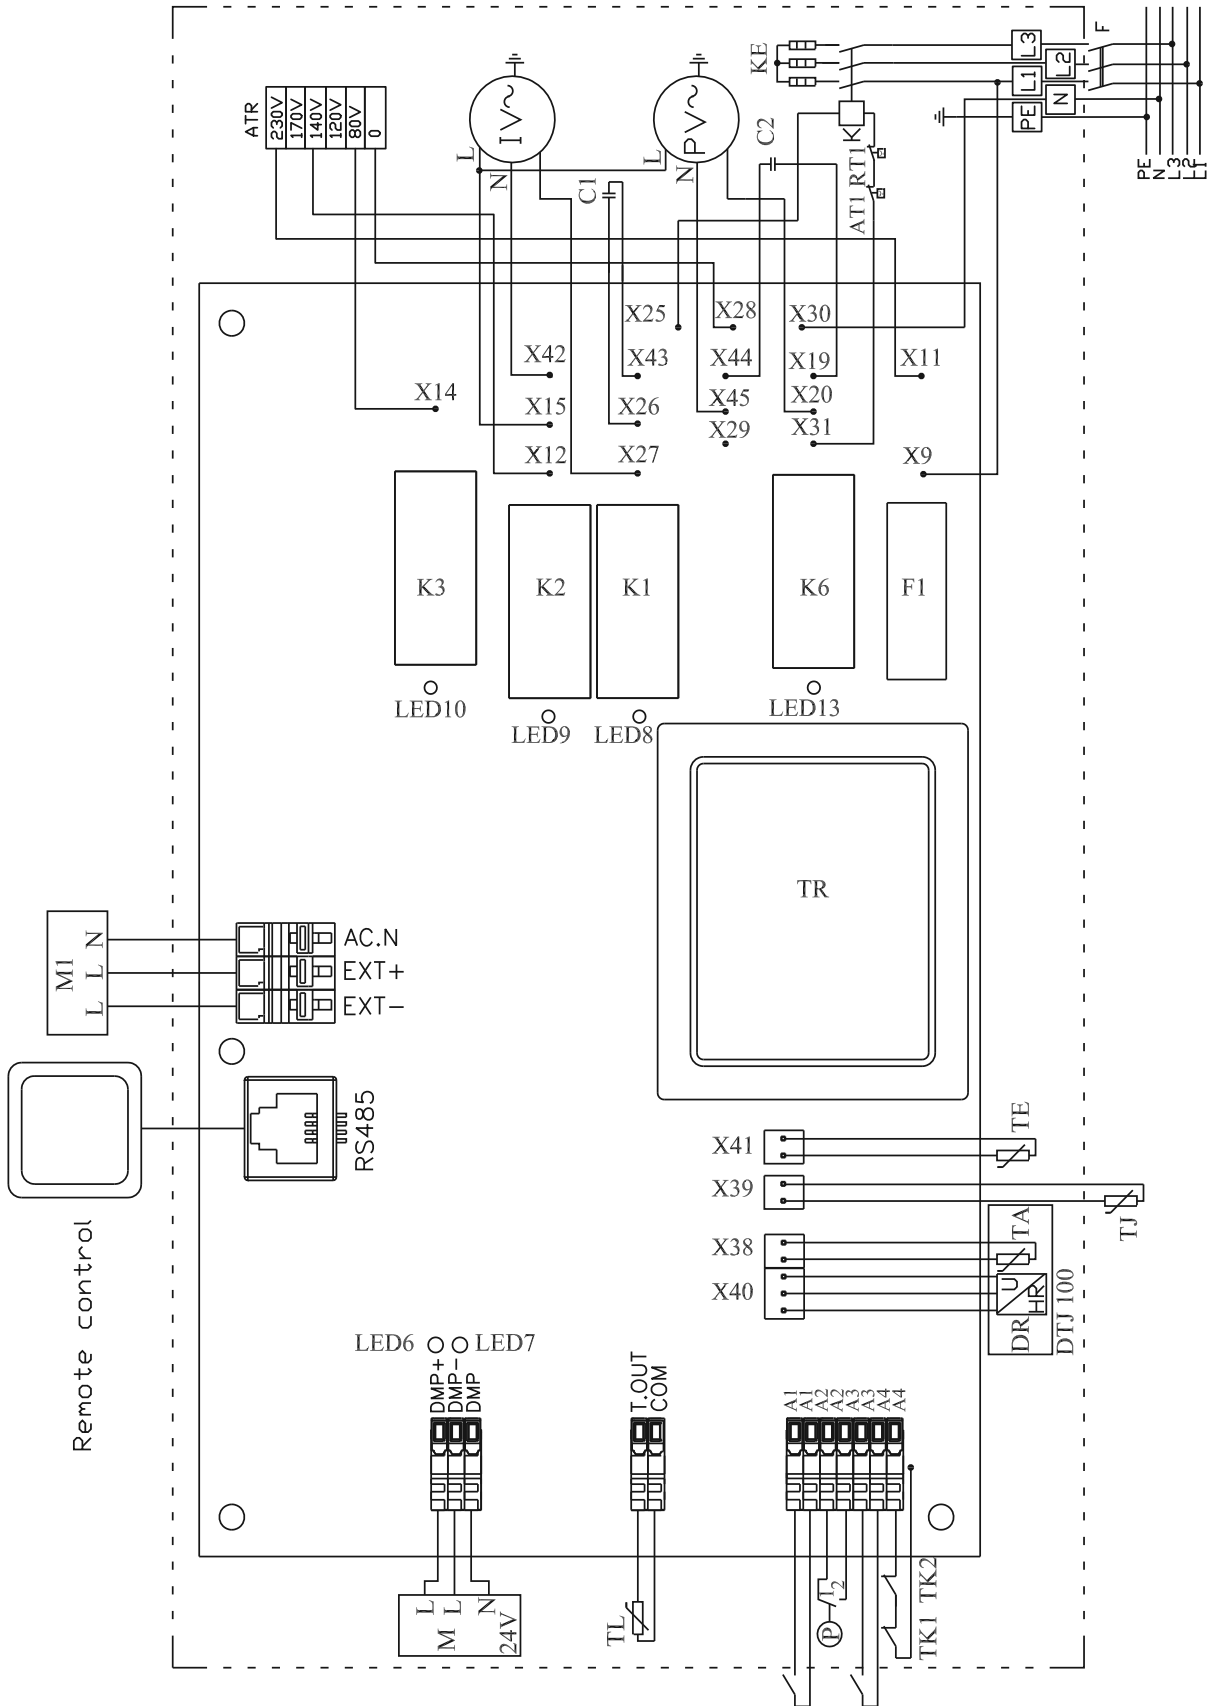 ATR
230V
170V
140V
120V
80V
0
IV~
L
N
PV~
L
N
C1
C2
KE
K
RT1
AT1
L3
L2
L1
N
PE
F
PE
N
L3
L2
L1
X25
X28
X30
X42
X43
X44
X19
X11
X14
X15
X26
X45
X20
X29
X31
X12
X27
X9
K3
K2
K1
K6
F1
LED10
LED9
LED8
LED13
TR
M1
L L N
AC.N
EXT+
EXT-
RS485
Remote control
X41
X39
X38
X40
TE
TJ
TA
U
HR
DR
DTJ 100
LED6
LED7
DMP+
DMP-
DMP
T.OUT
COM
A1
A1
A2
A2
A3
A3
A4
A4
L
M L
N
24V
TL
P
1
2
TK1 TK2